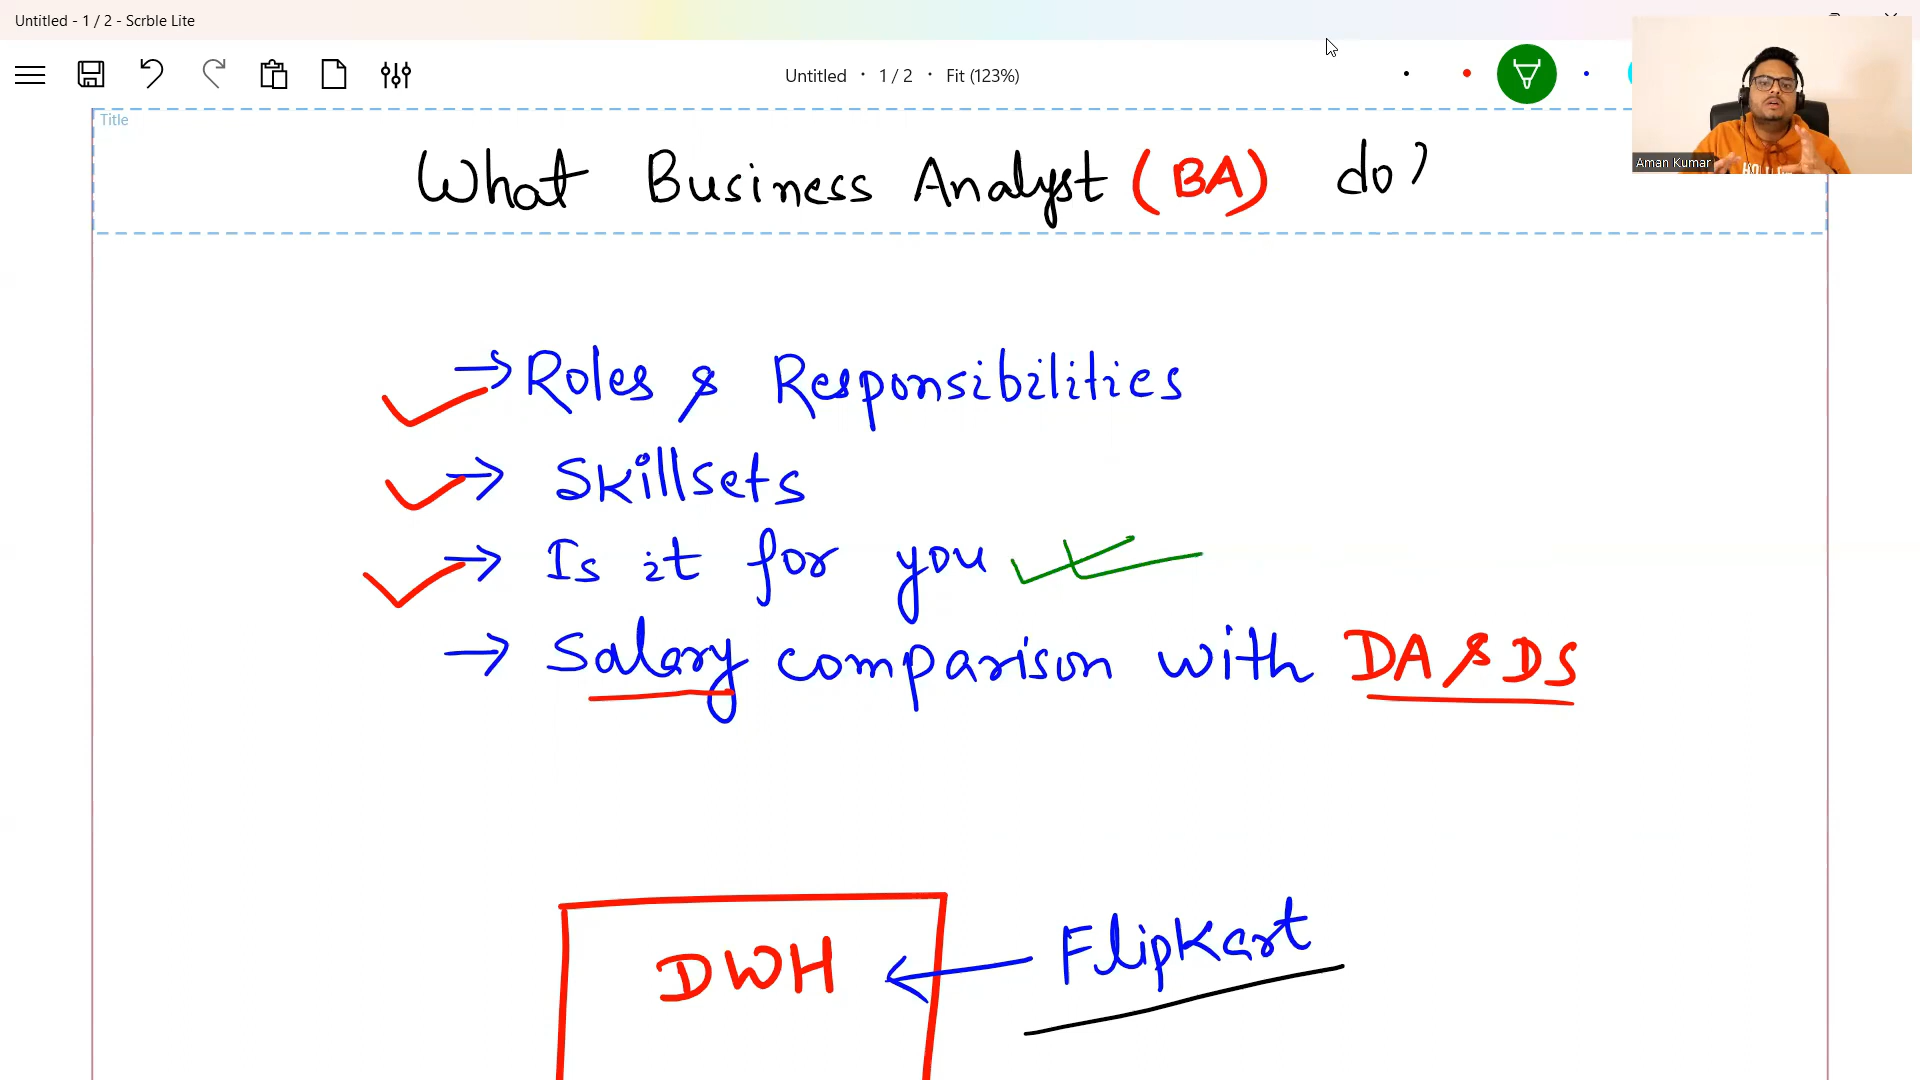 Untitled - 1 / 2 - Scrble Lite
Untitled • 1 / 2 • Fit (123%)
Title
What Business Analyst (BA) do?
Aman Kumar
→ Roles & Responsibilities
→ Skillsets
→ Is it for you
→ Salary comparison with DA & DS
DWH ← Flipkart